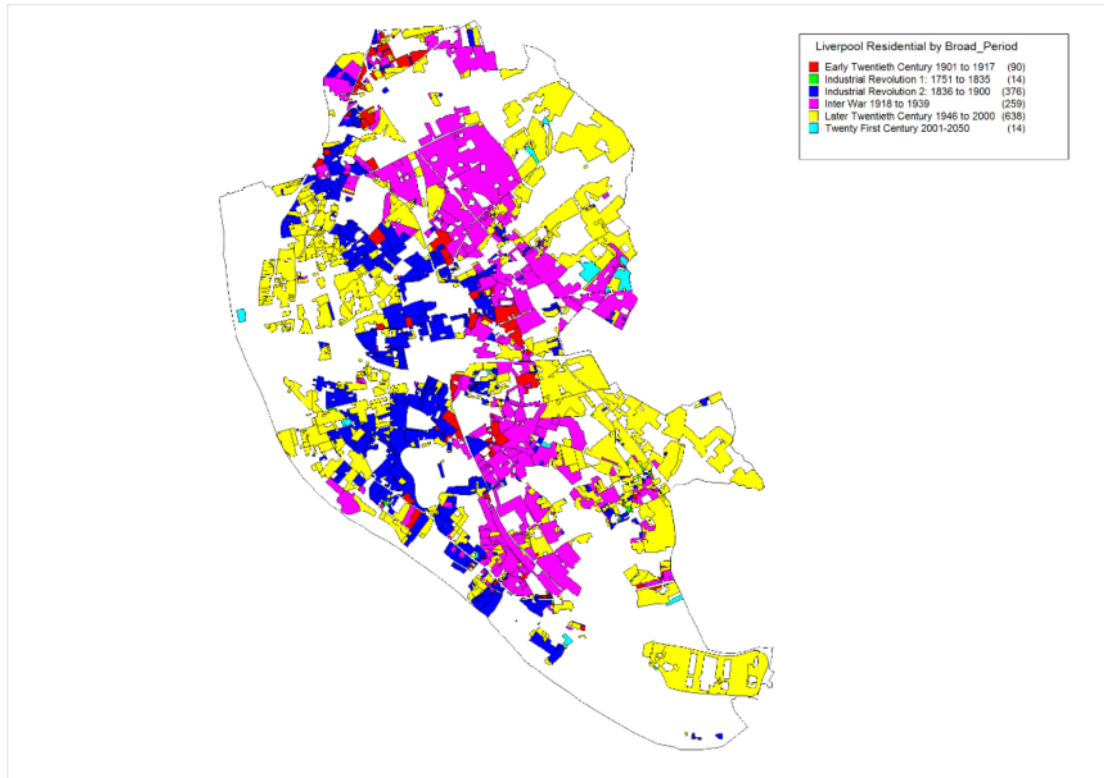 Liverpool Residential by Broad_Period
Early Twentieth Century 1901 to 1917 (90)
Industrial Revolution 1: 1751 to 1835 (14)
Industrial Revolution 2: 1836 to 1900 (376)
Inter War 1918 to 1939 (259)
Later Twentieth Century 1946 to 2000 (638)
Twenty First Century 2001-2050 (14)